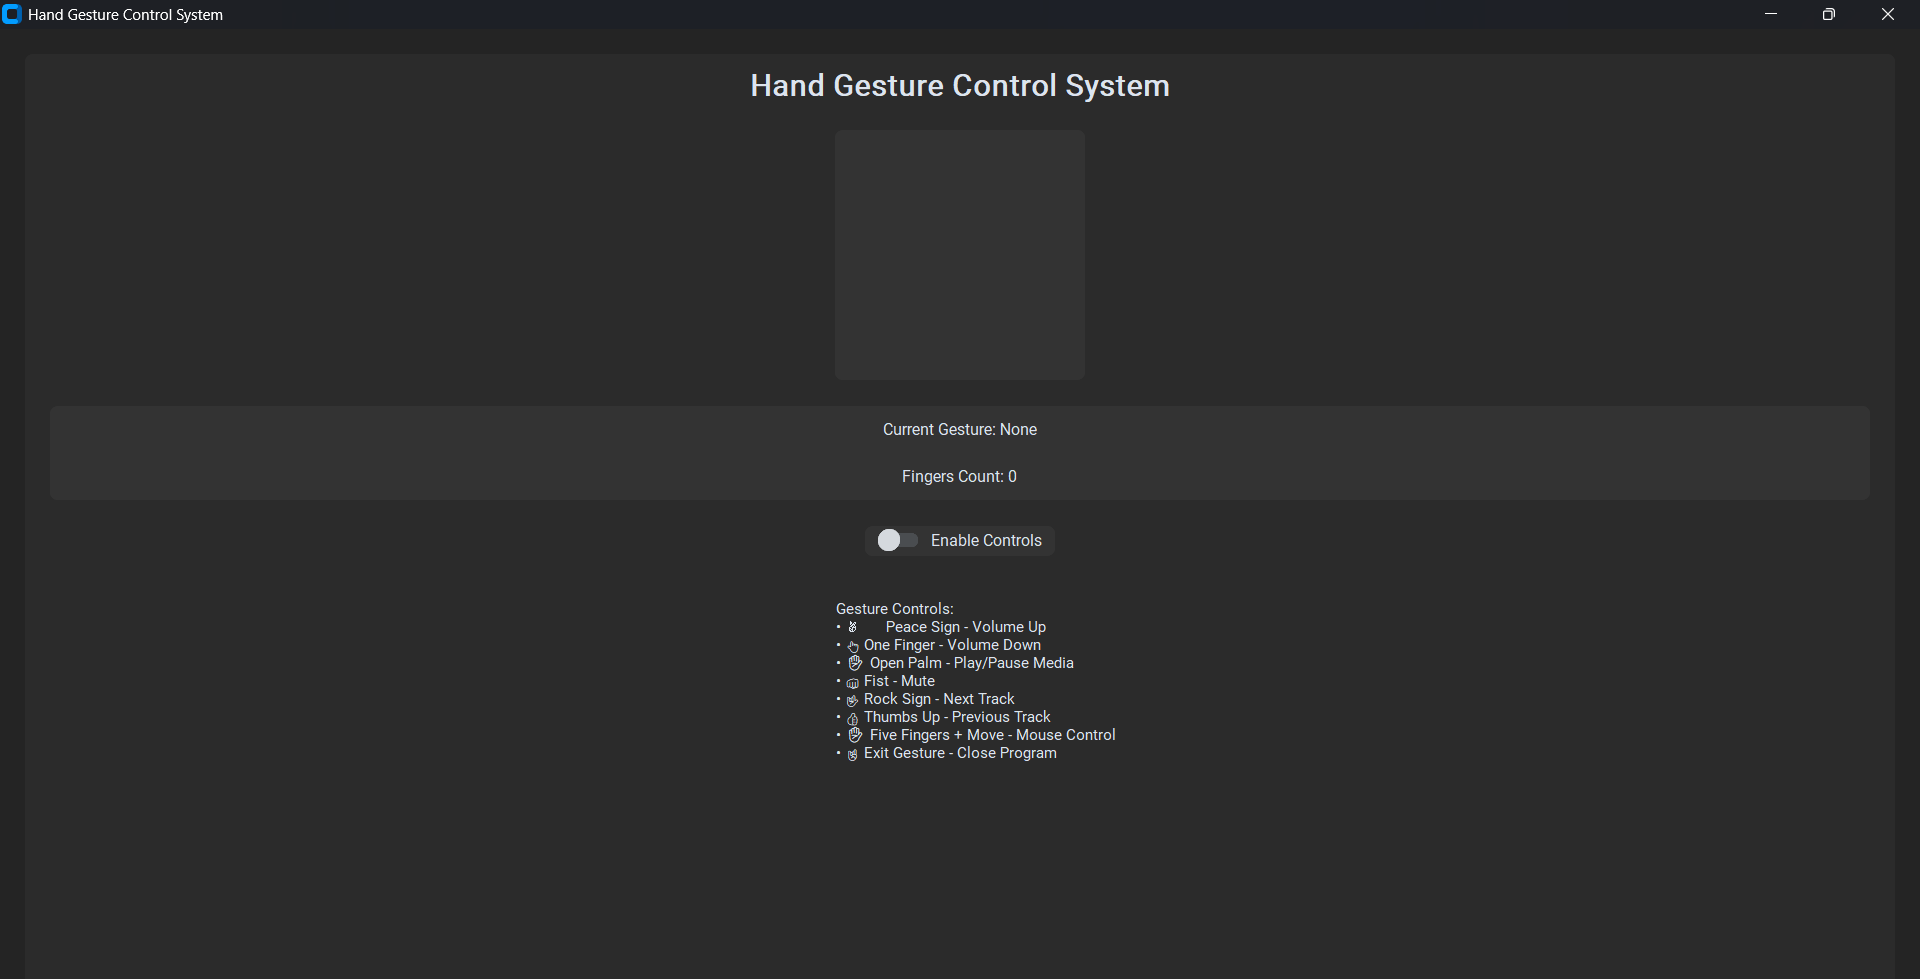 Hand Gesture Control System
Hand Gesture Control System
Current Gesture: None
Fingers Count: 0
Enable Controls
Gesture Controls:
• ✌ Peace Sign - Volume Up
• 👆 One Finger - Volume Down
• ✋ Open Palm - Play/Pause Media
• 👊 Fist - Mute
• 🤟 Rock Sign - Next Track
• 👍 Thumbs Up - Previous Track
• ✋ Five Fingers + Move - Mouse Control
• 🤘 Exit Gesture - Close Program